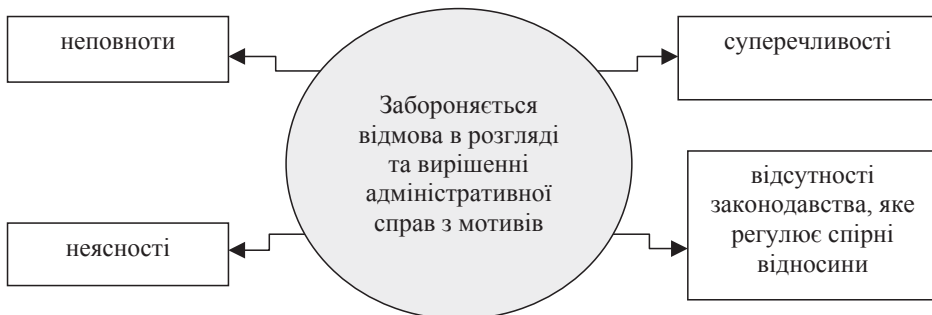 неповноти
суперечливості
Забороняється
відмова в розгляді
та вирішенні
адміністративної
справ з мотивів
неясності
відсутності
законодавства, яке
регулює спірні
відносини